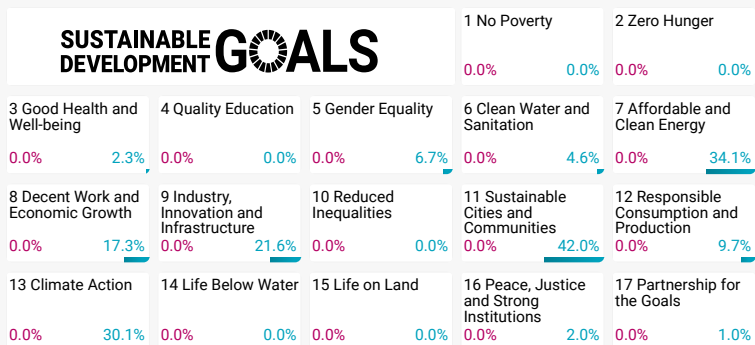 SUSTAINABLE
DEVELOPMENT GOALS
1 No Poverty
0.0% 0.0%
2 Zero Hunger
0.0% 0.0%
3 Good Health and
Well-being
0.0% 2.3%
4 Quality Education
0.0% 0.0%
5 Gender Equality
0.0% 6.7%
6 Clean Water and
Sanitation
0.0% 4.6%
7 Affordable and
Clean Energy
0.0% 34.1%
8 Decent Work and
Economic Growth
0.0% 17.3%
9 Industry,
Innovation and
Infrastructure
0.0% 21.6%
10 Reduced
Inequalities
0.0% 0.0%
11 Sustainable
Cities and
Communities
0.0% 42.0%
12 Responsible
Consumption and
Production
0.0% 9.7%
13 Climate Action
0.0% 30.1%
14 Life Below Water
0.0% 0.0%
15 Life on Land
0.0% 0.0%
16 Peace, Justice
and Strong
Institutions
0.0% 2.0%
17 Partnership for
the Goals
0.0% 1.0%